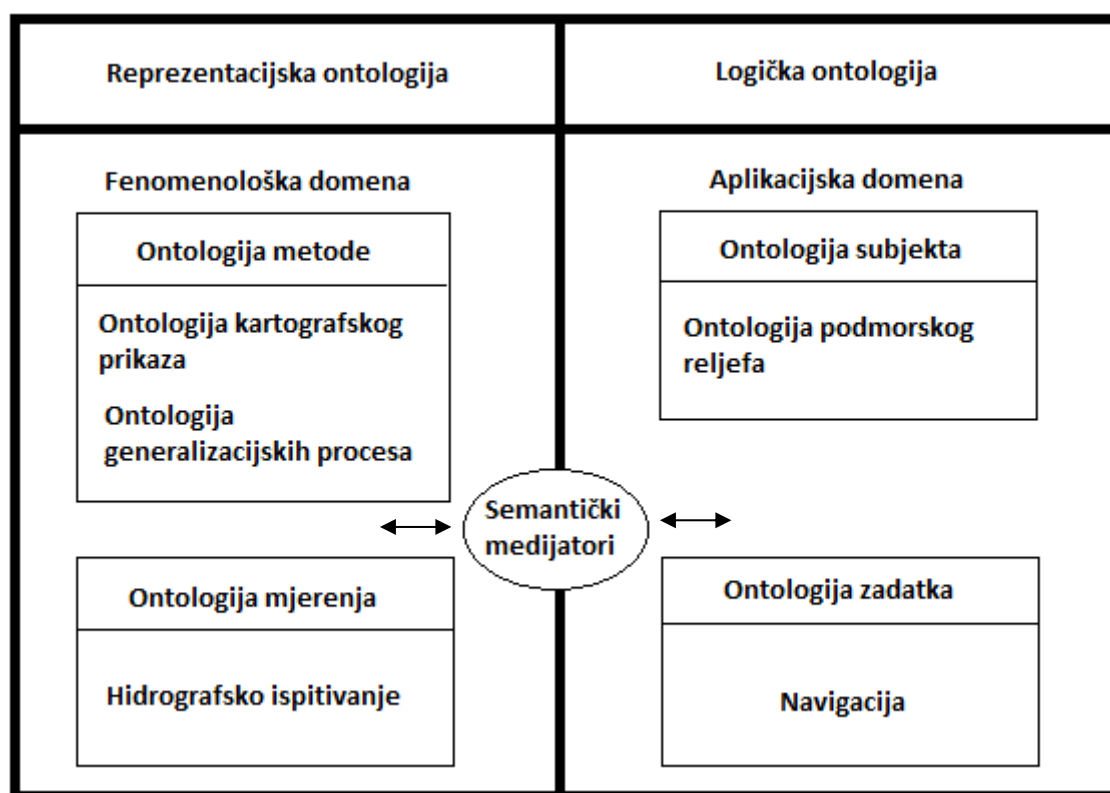 Reprezentacijska ontologija
Logička ontologija
Fenomenološka domena
Ontologija metode
Ontologija kartografskog
prikaza
Ontologija
generalizacijskih procesa
Ontologija mjerenja
Hidrografsko ispitivanje
Semantički
medijatori
Aplikacijska domena
Ontologija subjekta
Ontologija podmorskog
reljefa
Ontologija zadatka
Navigacija